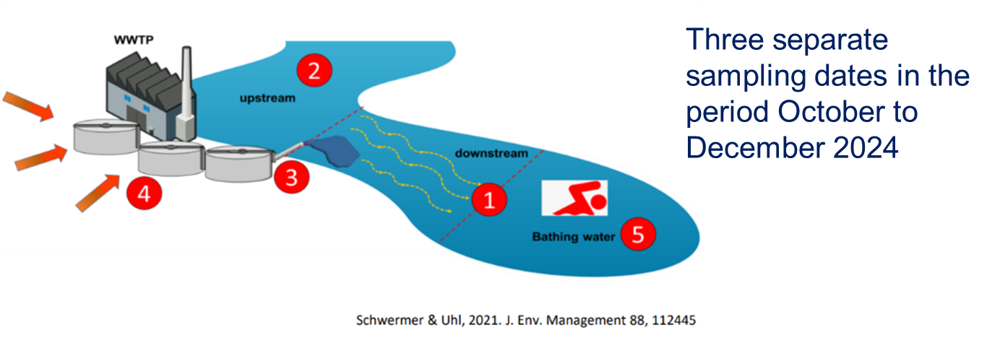 WWTP
Three separate
sampling dates in the
period October to
December 2024
2
upstream
downstream
3
4
1
Bathing water
5
Schwermer & Uhl, 2021. J. Env. Management 88, 112445